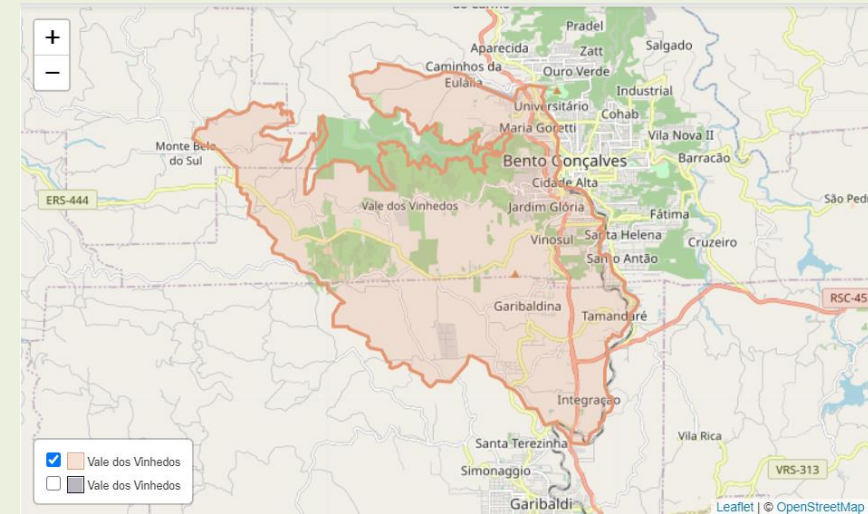 +
−
Pradel
Aparecida
Zatt
Salgado
Caminhos da
Eulália
Ouro Verde
Industrial
Universitário
Cohab
Maria Goretti
Vila Nova II
Monte Belo
do Sul
Bento Gonçalves
Barracão
Cidade Alta
ERS-444
Vale dos Vinhedos
Jardim Glória
São Ped
Fátima
Vinosul
Santa Helena
Cruzeiro
Santo Antão
RSC-45
Garibaldina
Tamandaré
Integração
Santa Terezinha
Vila Rica
Simonaggio
VRS-313
Garibaldi
Vale dos Vinhedos
Vale dos Vinhedos
Leaflet | © OpenStreetMap